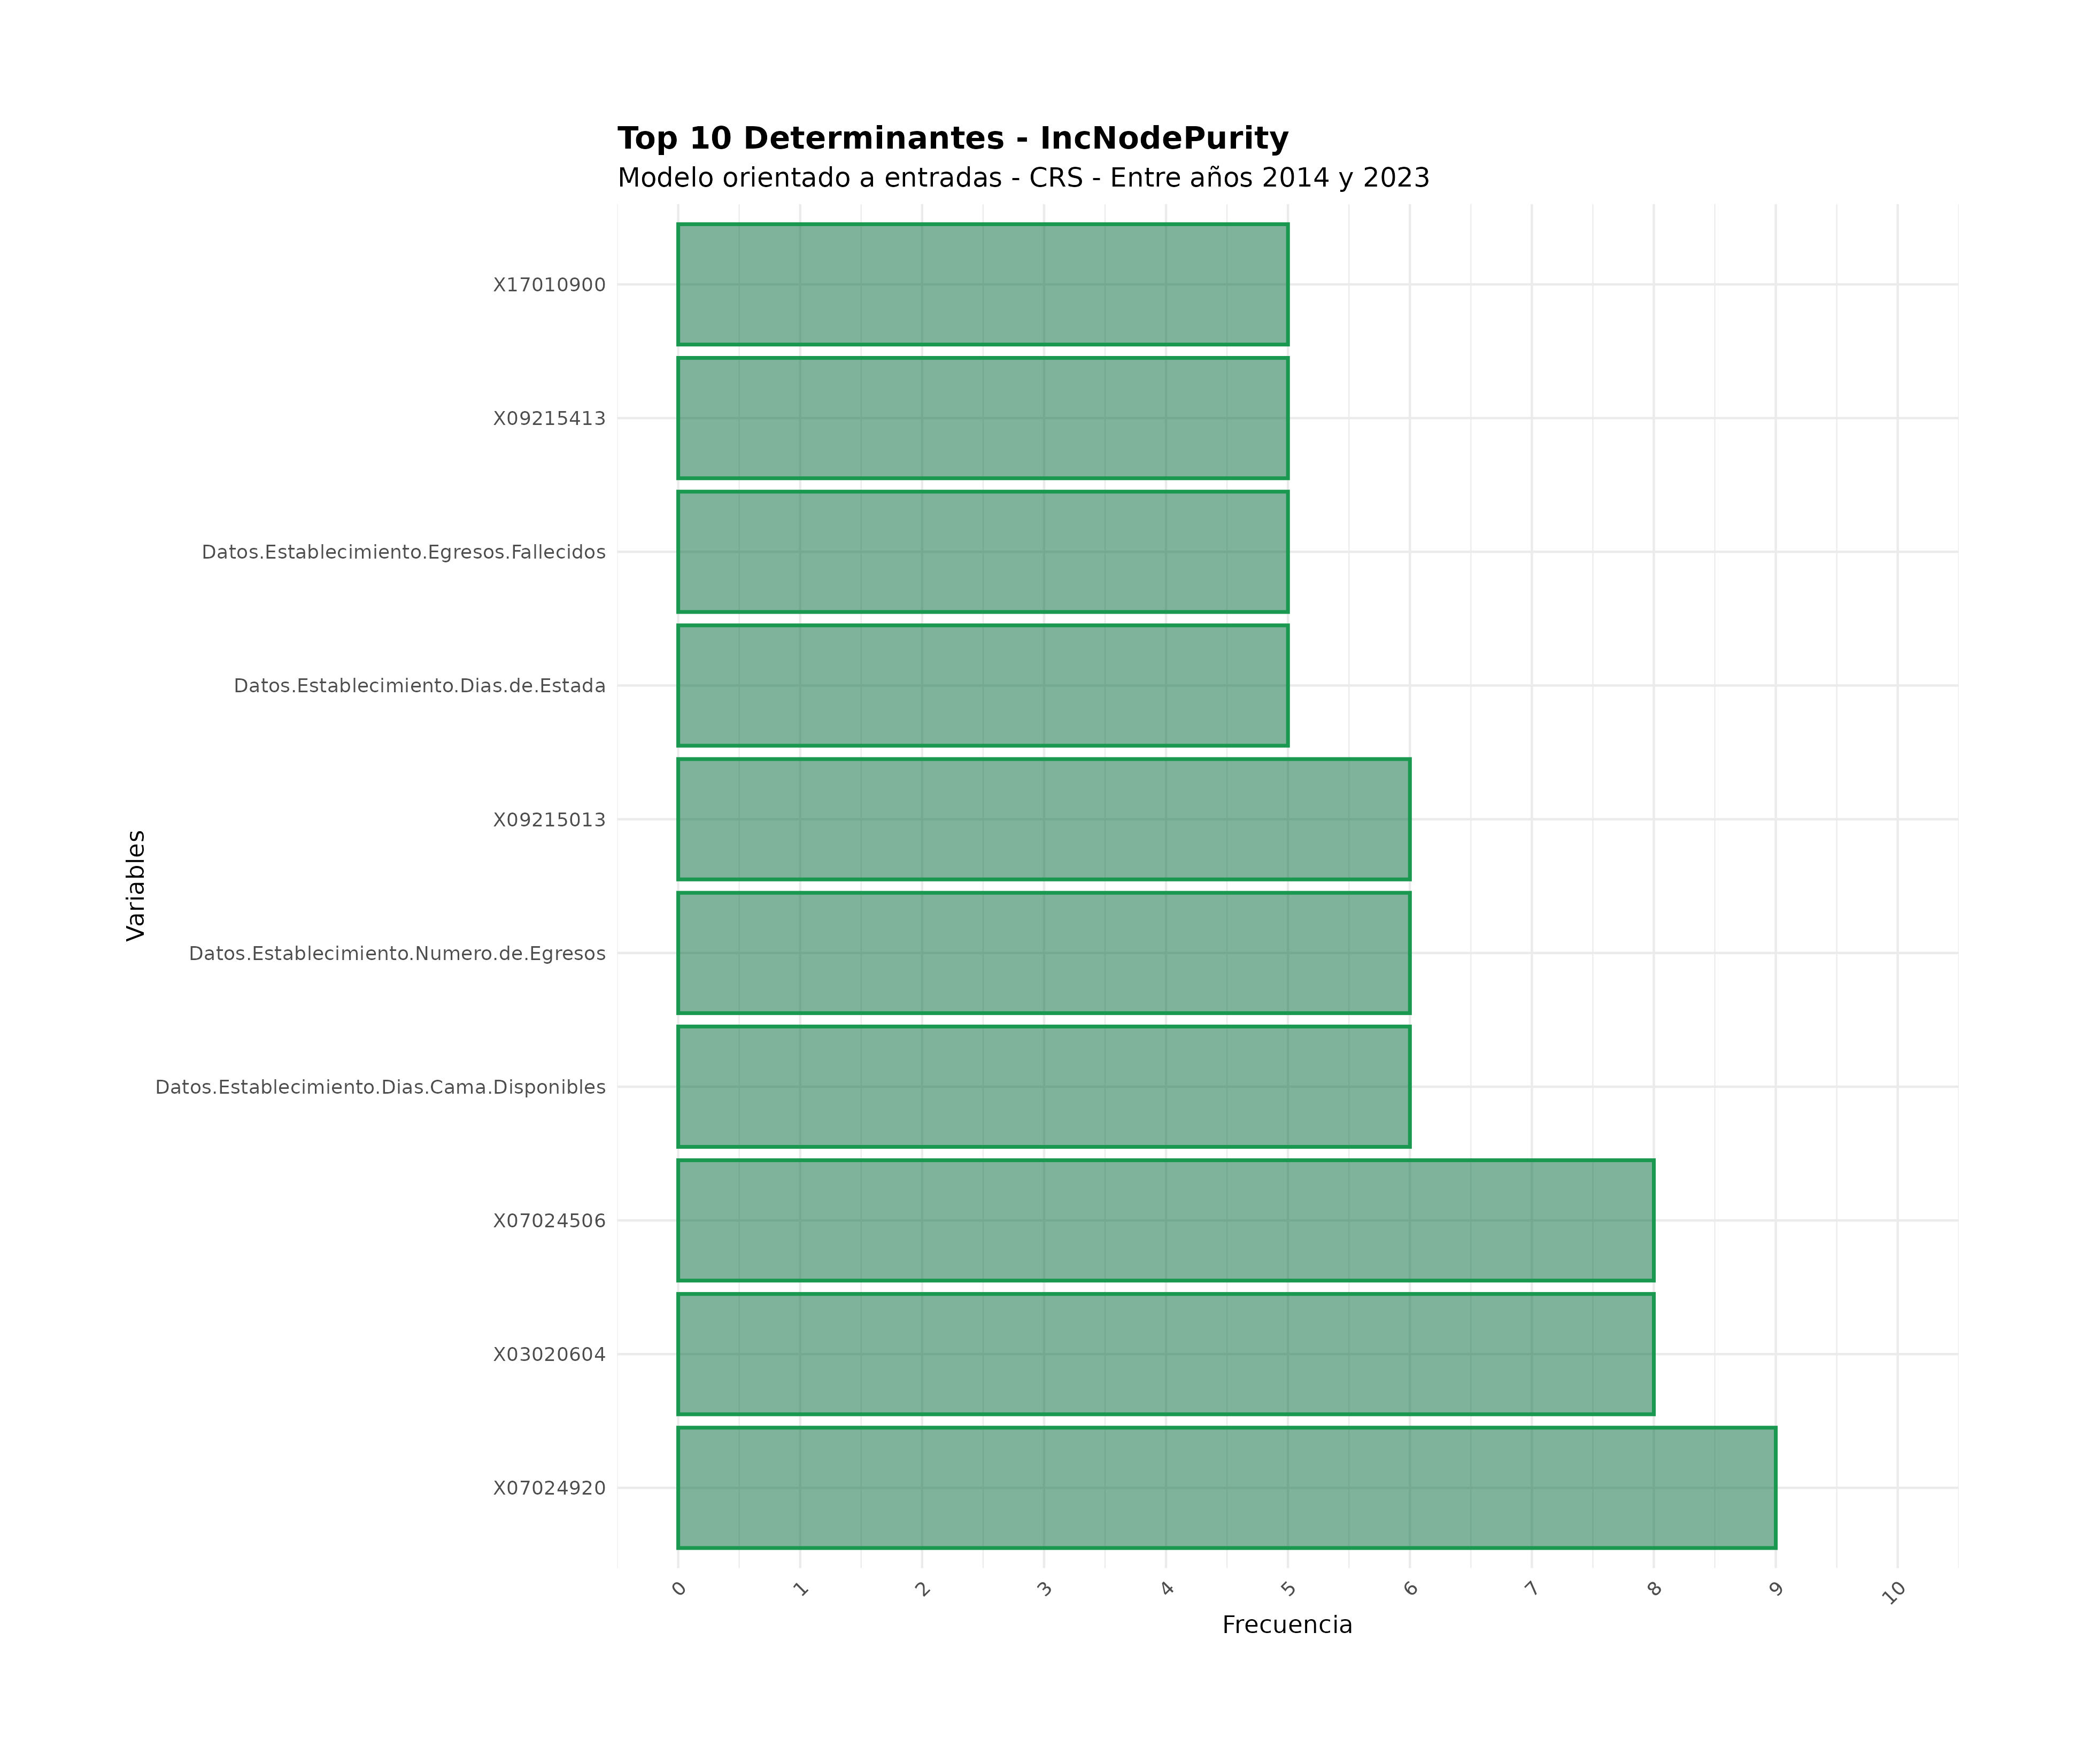 Top 10 Determinantes - IncNodePurity
Modelo orientado a entradas - CRS - Entre años 2014 y 2023
Variables
X17010900
X09215413
Datos.Establecimiento.Egresos.Fallecidos
Datos.Establecimiento.Dias.de.Estada
X09215013
Datos.Establecimiento.Numero.de.Egresos
Datos.Establecimiento.Dias.Cama.Disponibles
X07024506
X03020604
X07024920
0 1 2 3 4 5 6 7 8 9 10
Frecuencia